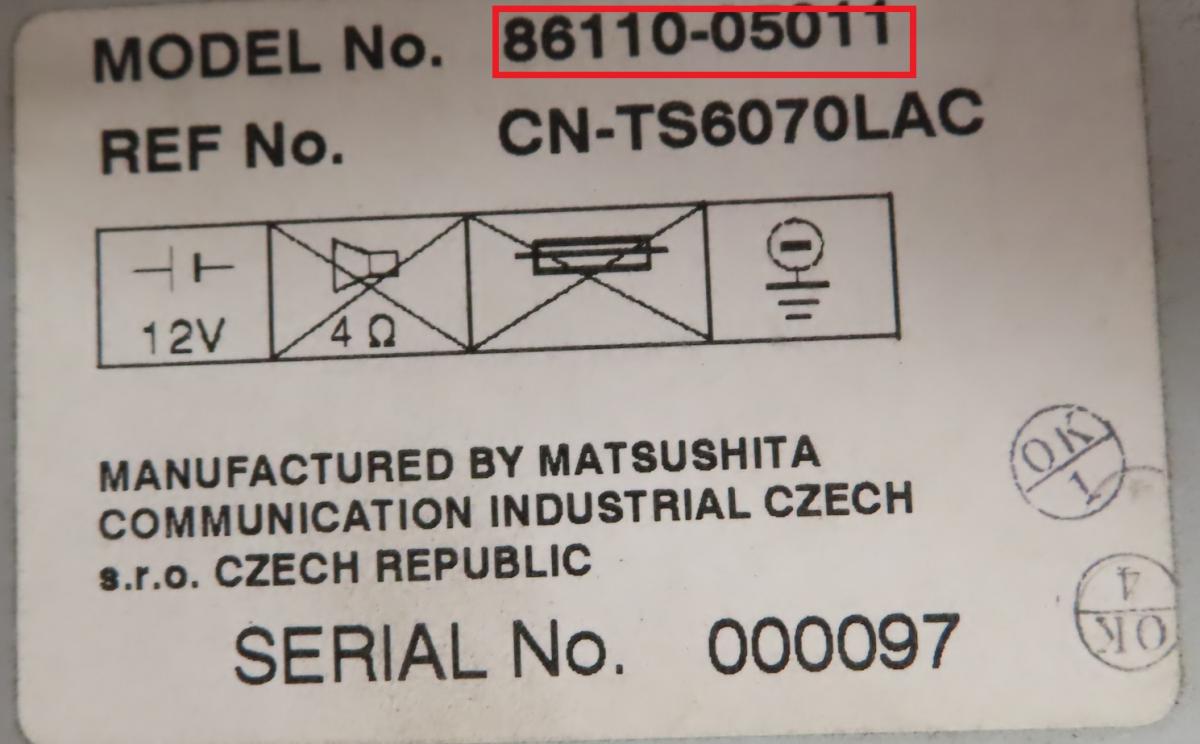 MODEL No. 86110-05011
REF No. CN-TS6070LAC
12V
4 Ω
MANUFACTURED BY MATSUSHITA
COMMUNICATION INDUSTRIAL CZECH
s.r.o. CZECH REPUBLIC
OK
1
4
OK
SERIAL No. 000097